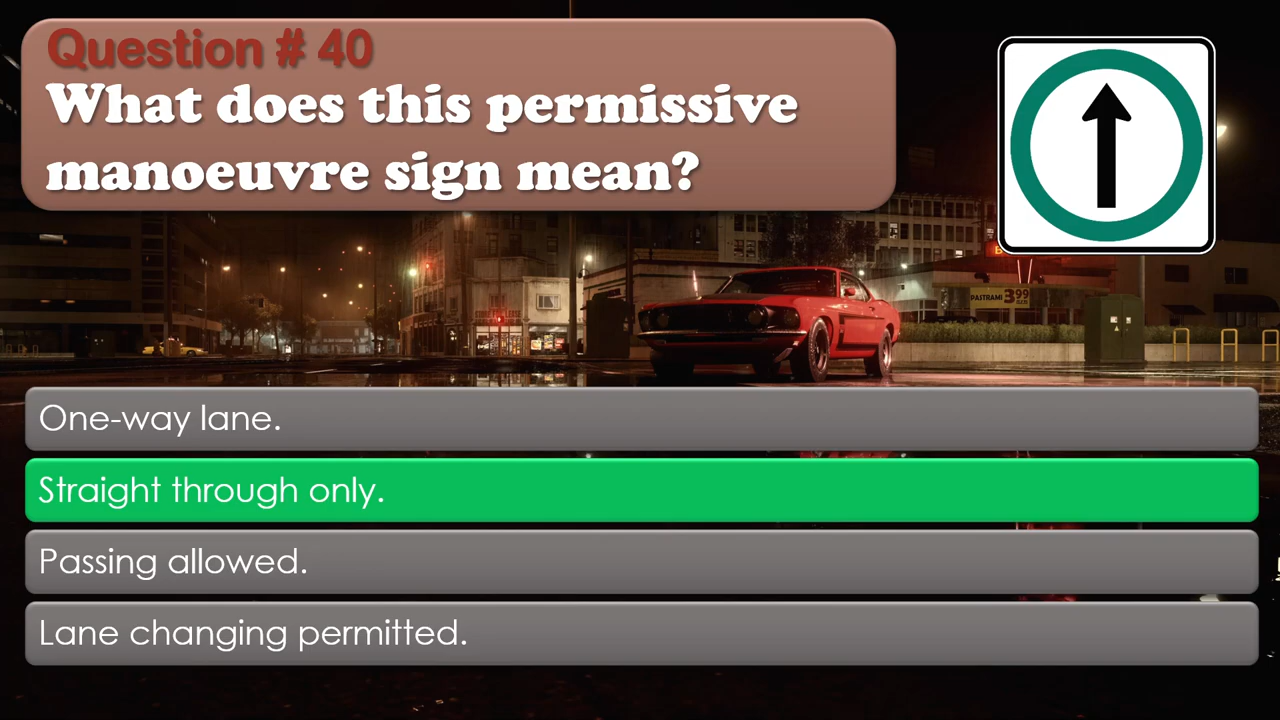 Question # 40
What does this permissive
manoeuvre sign mean?
PASTRAMI 3.99
One-way lane.
Straight through only.
Passing allowed.
Lane changing permitted.